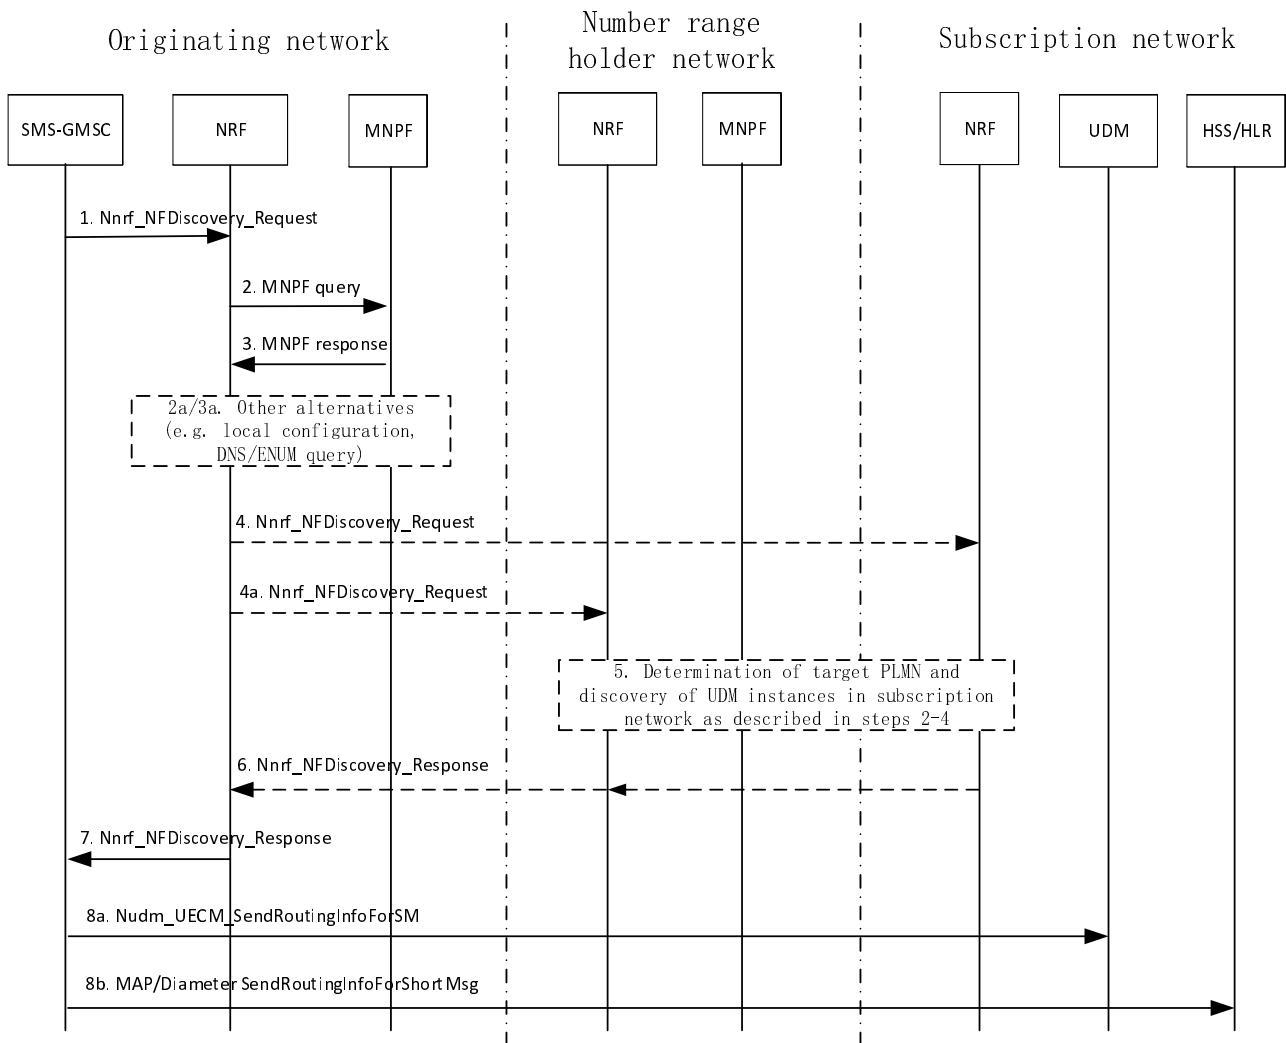 Originating network
Number range
holder network
Subscription network
SMS-GMSC
NRF
MNPF
NRF
MNPF
NRF
UDM
HSS/HLR
1. Nnrf_NFDiscovery_Request
2. MNPF query
3. MNPF response
2a/3a. Other alternatives
(e.g. local configuration,
DNS/ENUM query)
4. Nnrf_NFDiscovery_Request
4a. Nnrf_NFDiscovery_Request
5. Determination of target PLMN and
discovery of UDM instances in subscription
network as described in steps 2-4
6. Nnrf_NFDiscovery_Response
7. Nnrf_NFDiscovery_Response
8a. Nudm_UECM_SendRoutingInfoForSM
8b. MAP/Diameter SendRoutingInfoForShortMsg